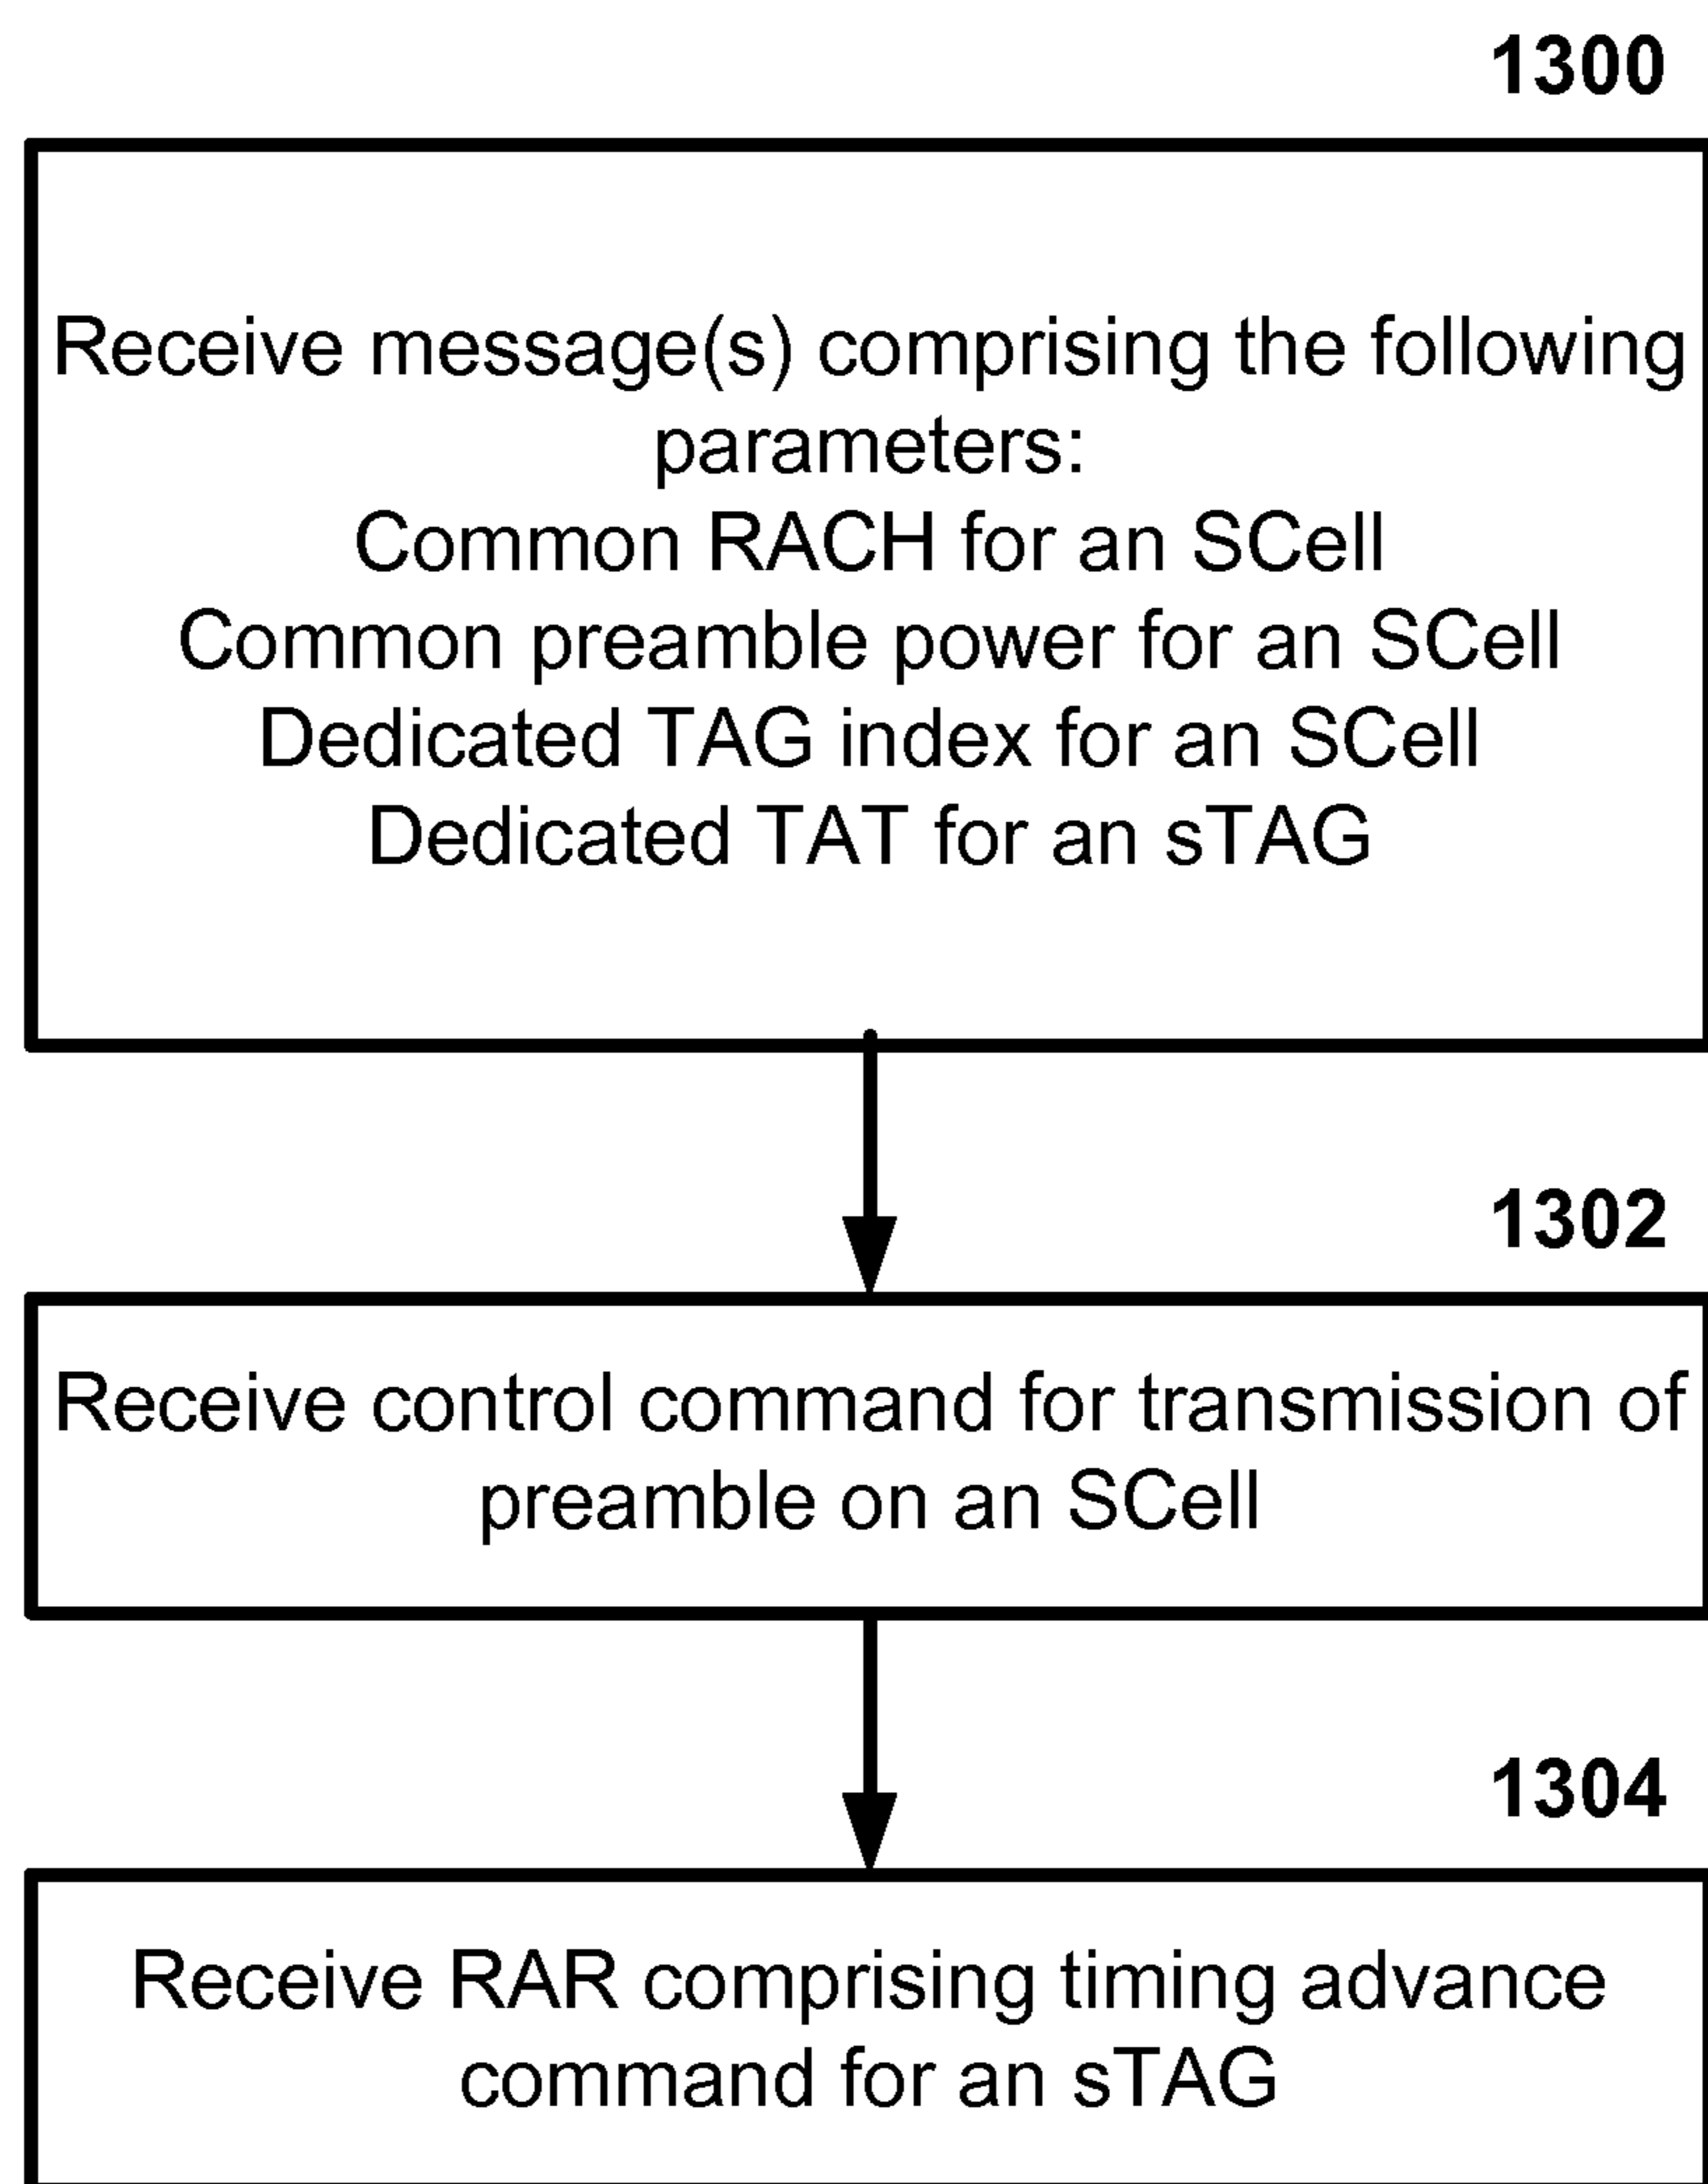 1300
Receive message(s) comprising the following
parameters:
Common RACH for an SCell
Common preamble power for an SCell
Dedicated TAG index for an SCell
Dedicated TAT for an sTAG
1302
Receive control command for transmission of
preamble on an SCell
1304
Receive RAR comprising timing advance
command for an sTAG